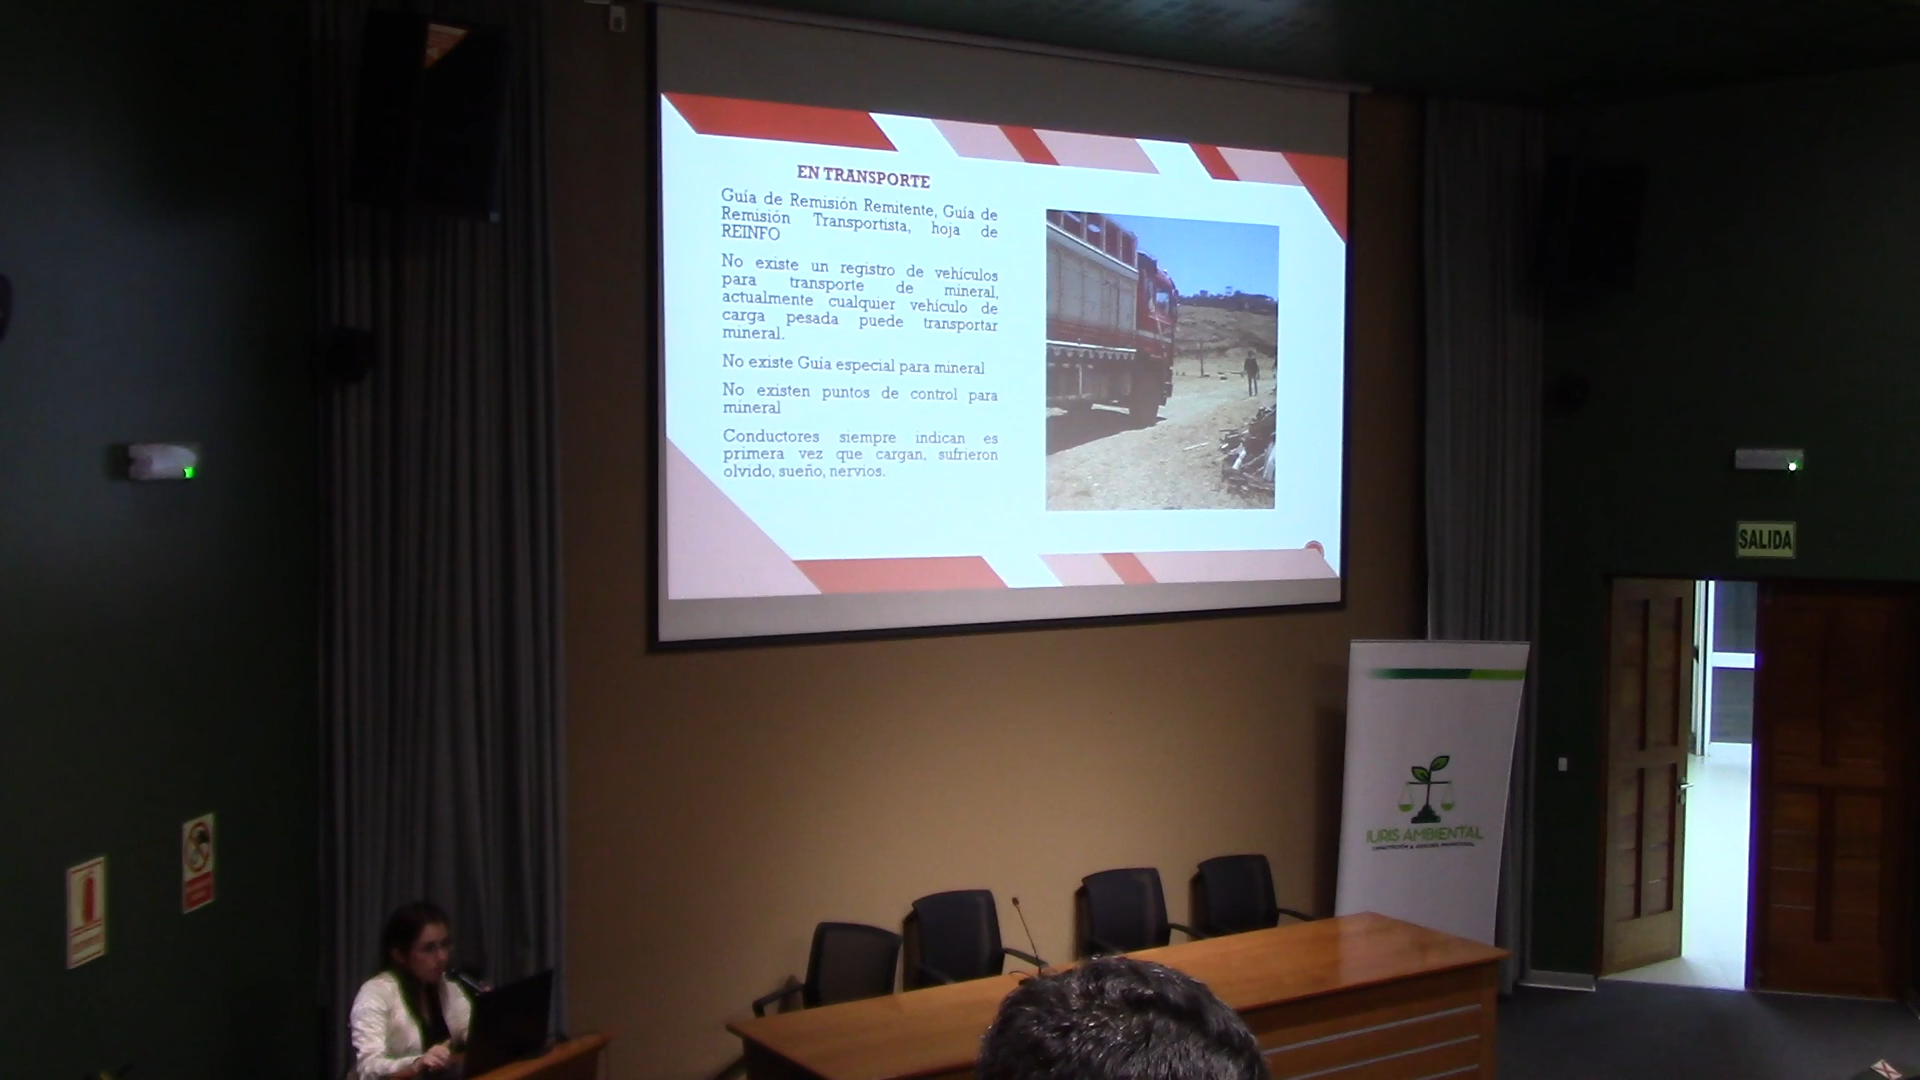 EN TRANSPORTE
Guía de Remisión Remitente, Guía de
Remisión Transportista, hoja de
REINFO
No existe un registro de vehículos
para transporte de mineral,
actualmente cualquier vehículo de
carga pesada puede transportar
mineral.
No existe Guía especial para mineral
No existen puntos de control para
mineral
Conductores siempre indican es
primera vez que cargan, sufrieron
olvido, sueño, nervios.
SALIDA
IURIS AMBIENTAL